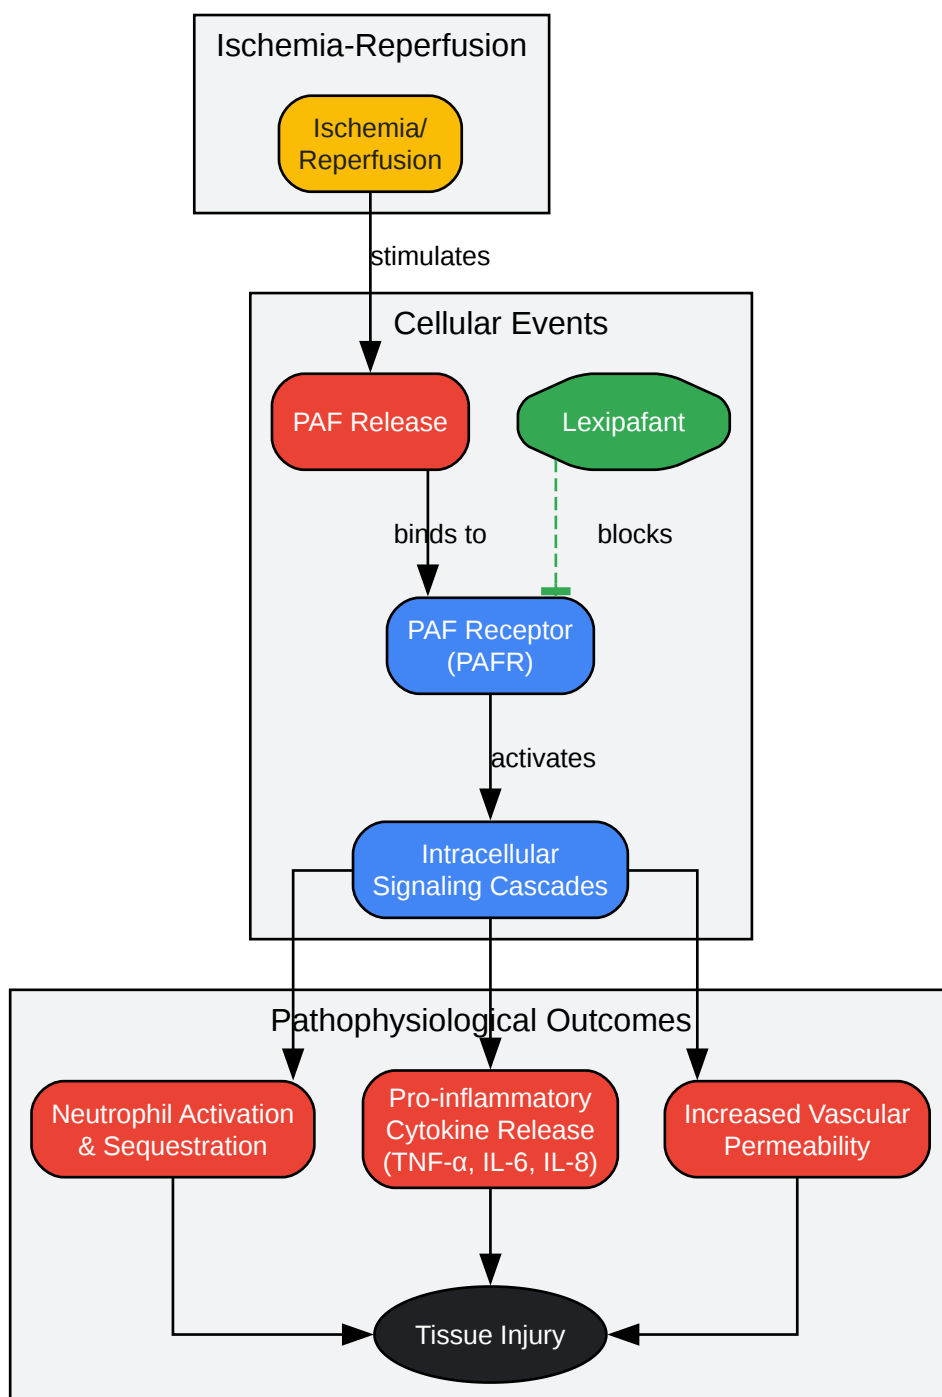 Ischemia-Reperfusion
Ischemia/
Reperfusion
stimulates
Cellular Events
PAF Release
Lexipafant
binds to
blocks
PAF Receptor
(PAFR)
activates
Intracellular
Signaling Cascades
Pathophysiological Outcomes
Neutrophil Activation
& Sequestration
Pro-inflammatory
Cytokine Release
(TNF-α, IL-6, IL-8)
Increased Vascular
Permeability
Tissue Injury